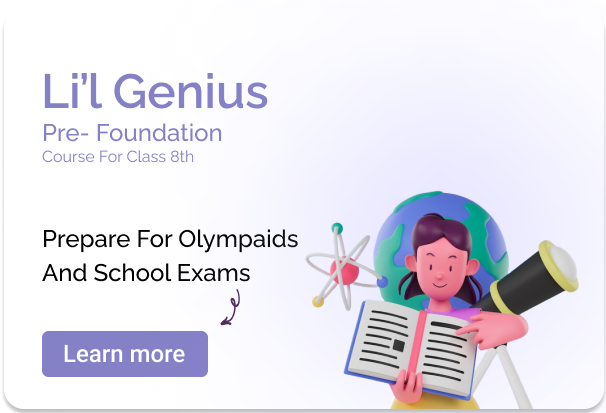 Li'l Genius
Pre- Foundation
Course For Class 8th
Prepare For Olympaids
And School Exams
Learn more